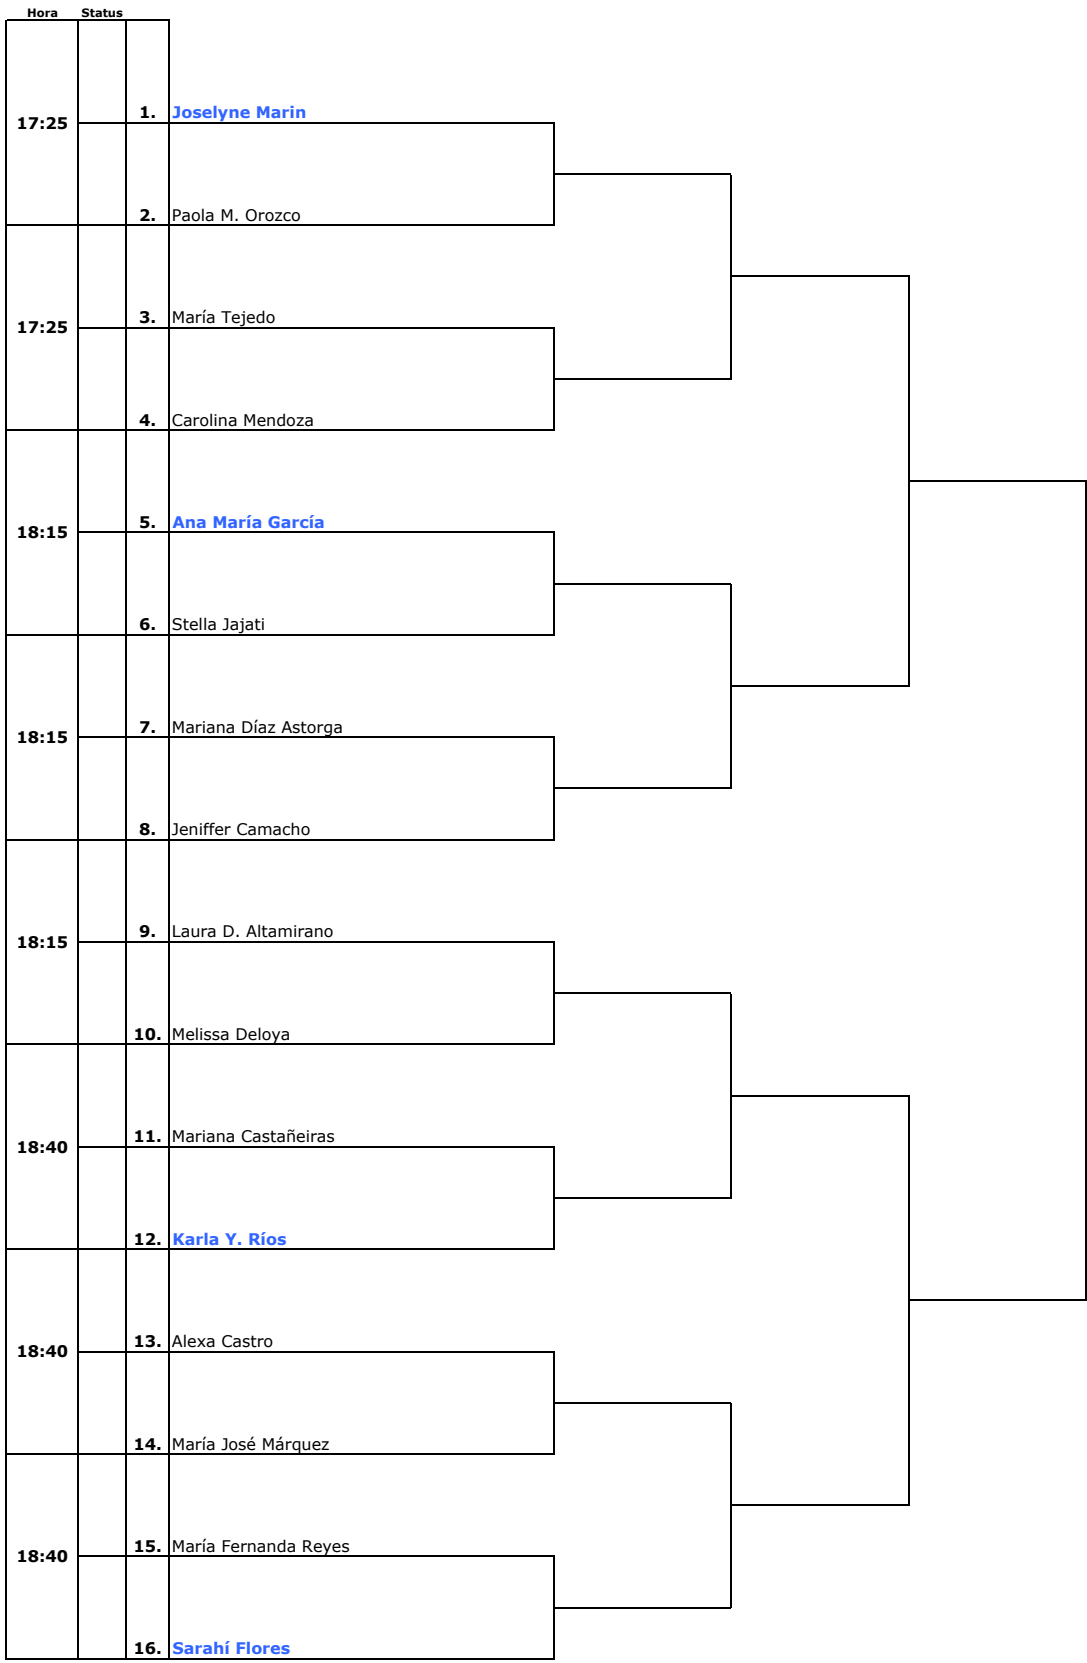 Hora Status
1. Joselyne Marin
17:25
2. Paola M. Orozco
3. María Tejedo
17:25
4. Carolina Mendoza
5. Ana María García
18:15
6. Stella Jajati
7. Mariana Díaz Astorga
18:15
8. Jeniffer Camacho
9. Laura D. Altamirano
18:15
10. Melissa Deloya
11. Mariana Castañeiras
18:40
12. Karla Y. Ríos
13. Alexa Castro
18:40
14. María José Márquez
15. María Fernanda Reyes
18:40
16. Sarahí Flores